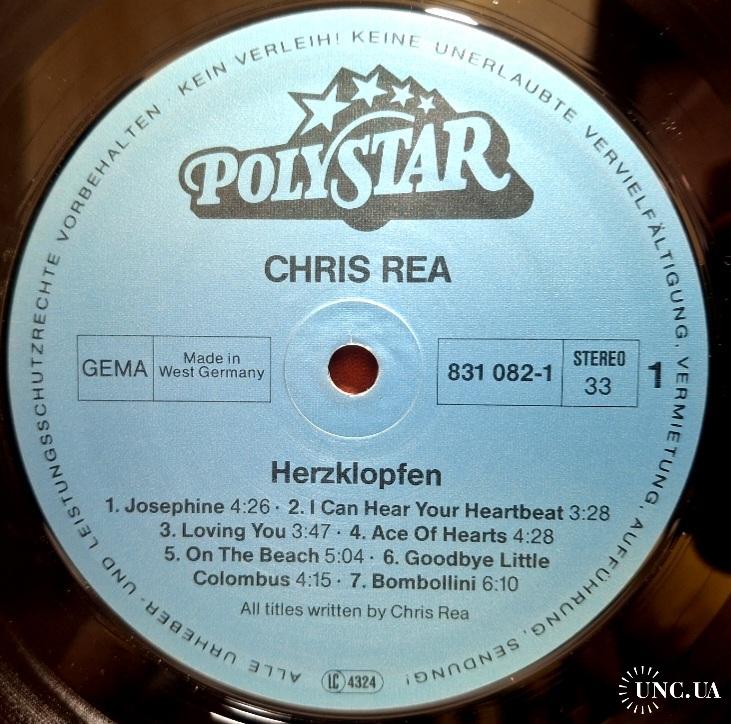 ALLE URHEBER- UND LEISTUNGSSCHUTZRECHTE VORBEHALTEN · KEIN VERLEIH! KEINE UNERLAUBTE VERVIELFÄLTIGUNG, VERMIETUNG, AUFFÜHRUNG, SENDUNG!
POLYSTAR
CHRIS REA
GEMA
Made in
West Germany
831 082-1
STEREO
33
1
Herzklopfen
1. Josephine 4:26 · 2. I Can Hear Your Heartbeat 3:28
3. Loving You 3:47 · 4. Ace Of Hearts 4:28
5. On The Beach 5:04 · 6. Goodbye Little
Colombus 4:15 · 7. Bombollini 6:10
All titles written by Chris Rea
LC 4324
UNC.UA